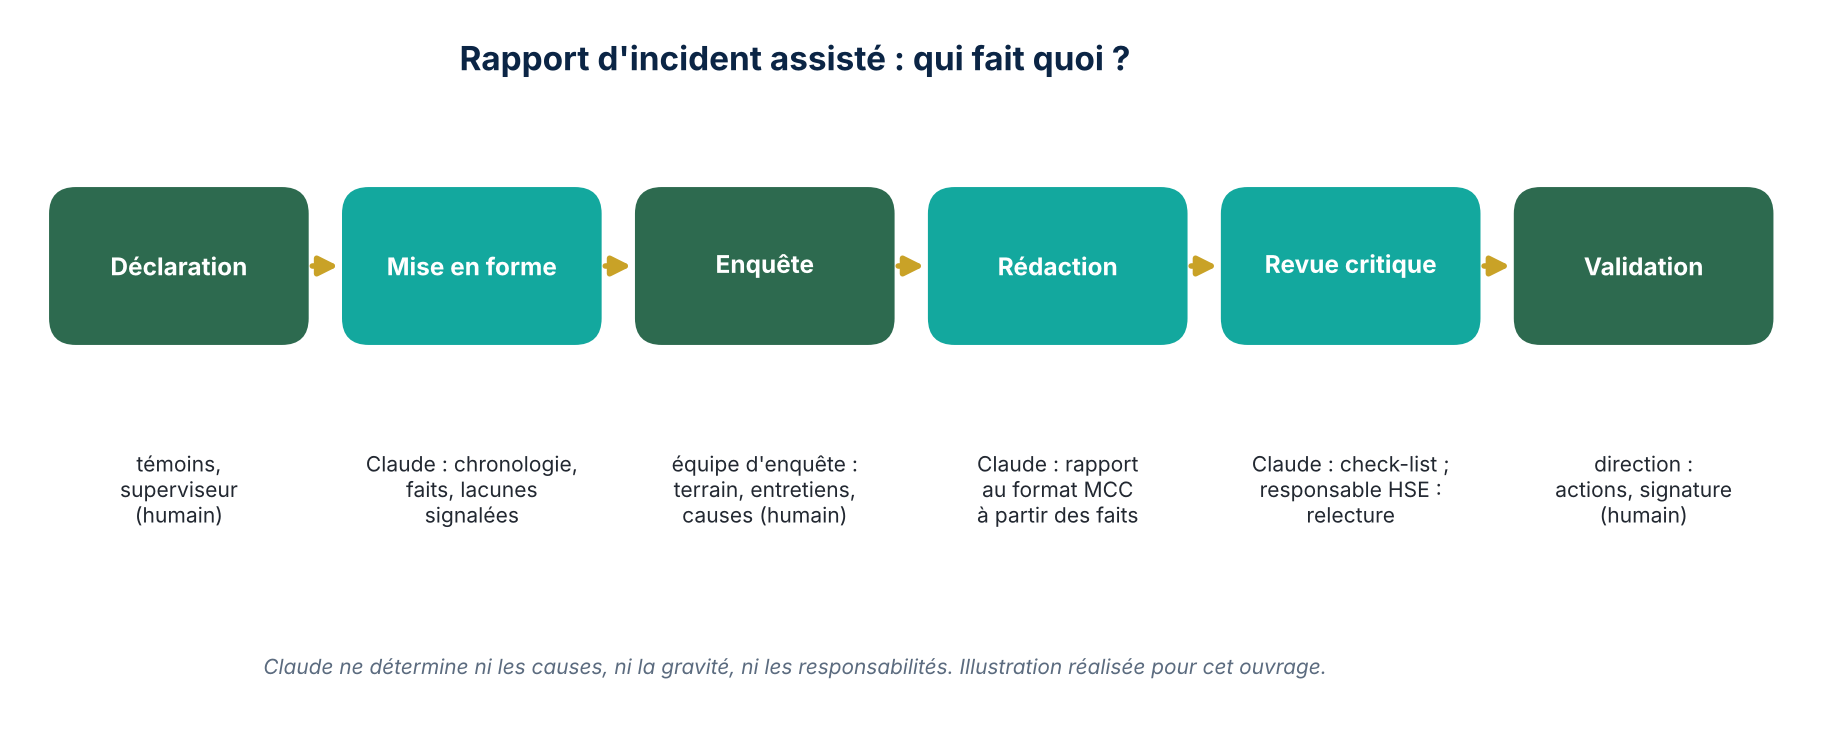 Rapport d'incident assisté : qui fait quoi ?
Déclaration
Mise en forme
Enquête
Rédaction
Revue critique
Validation
témoins,
superviseur
(humain)
Claude : chronologie,
faits, lacunes
signalées
équipe d'enquête :
terrain, entretiens,
causes (humain)
Claude : rapport
au format MCC
à partir des faits
Claude : check-list ;
responsable HSE :
relecture
direction :
actions, signature
(humain)
Claude ne détermine ni les causes, ni la gravité, ni les responsabilités. Illustration réalisée pour cet ouvrage.